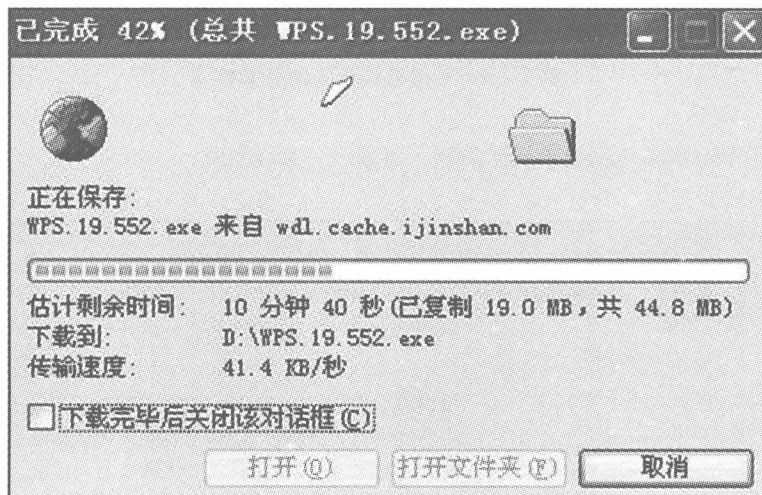 已完成 42% (总共 WPS.19.552.exe)
正在保存:
WPS.19.552.exe 来自 wdl.cache.ijinshan.com
估计剩余时间: 10 分钟 40 秒(已复制 19.0 MB,共 44.8 MB)
下载到: D:\WPS.19.552.exe
传输速度: 41.4 KB/秒
下载完毕后关闭该对话框(C)
打开(O) 打开文件夹(F) 取消